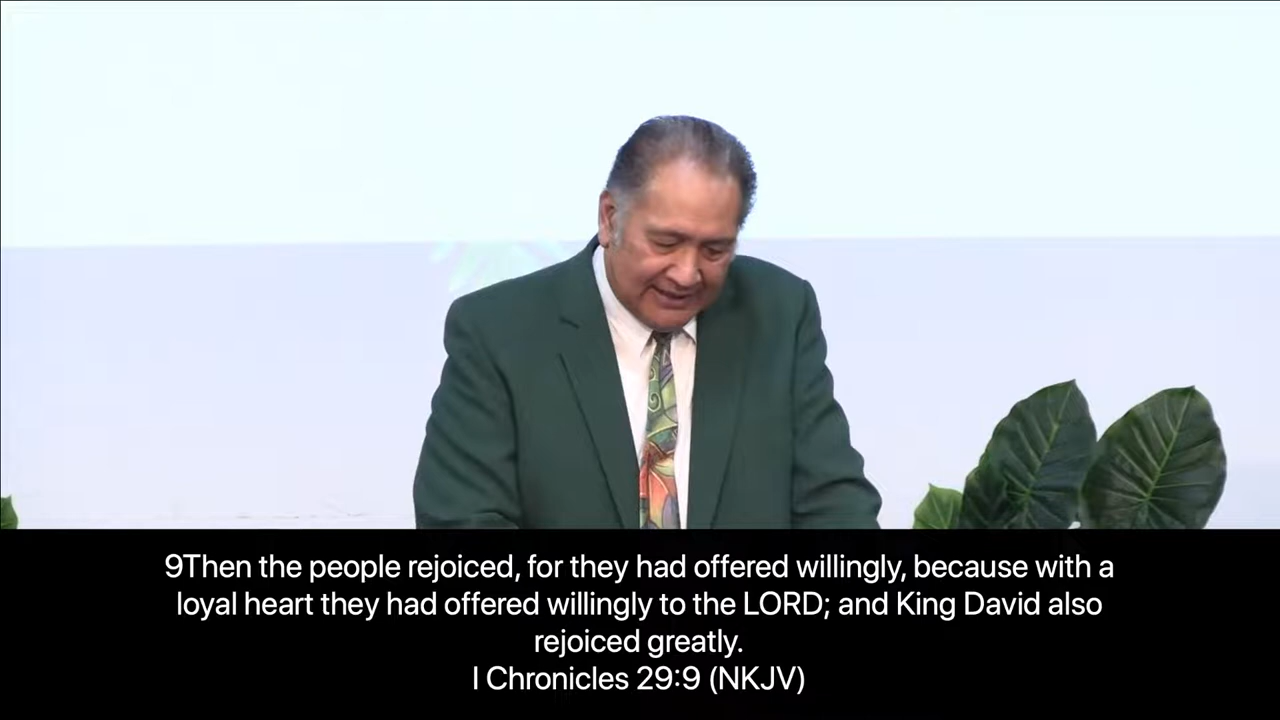 9Then the people rejoiced, for they had offered willingly, because with a
loyal heart they had offered willingly to the LORD; and King David also
rejoiced greatly.
I Chronicles 29:9 (NKJV)